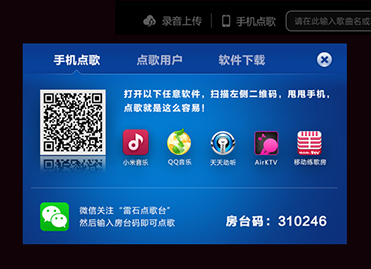 录音上传 手机点歌 请在此输入歌曲名或
手机点歌 点歌用户 软件下载
打开以下任意软件，扫描左侧二维码，甩甩手机，
点歌就是这么容易！
小米音乐 QQ音乐 天天动听 AirKTV 移动练歌房
微信关注“雷石点歌台”
然后输入房台码即可点歌
房台码：310246